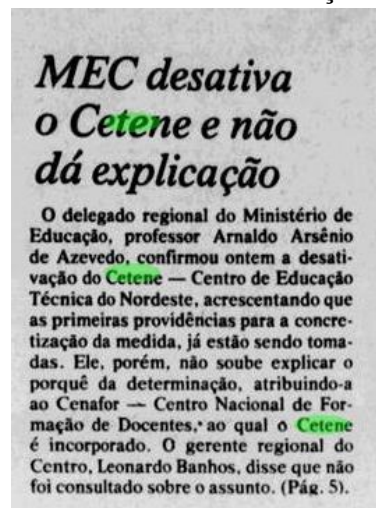 MEC desativa
o Cetene e não
dá explicação
O delegado regional do Ministério de
Educação, professor Arnaldo Arsênio
de Azevedo, confirmou ontem a desati-
vação do Cetene — Centro de Educação
Técnica do Nordeste, acrescentando que
as primeiras providências para a concre-
tização da medida, já estão sendo toma-
das. Ele, porém, não soube explicar o
porquê da determinação, atribuindo-a
ao Cenafor — Centro Nacional de For-
mação de Docentes, ao qual o Cetene
é incorporado. O gerente regional do
Centro, Leonardo Banhos, disse que não
foi consultado sobre o assunto. (Pág. 5).